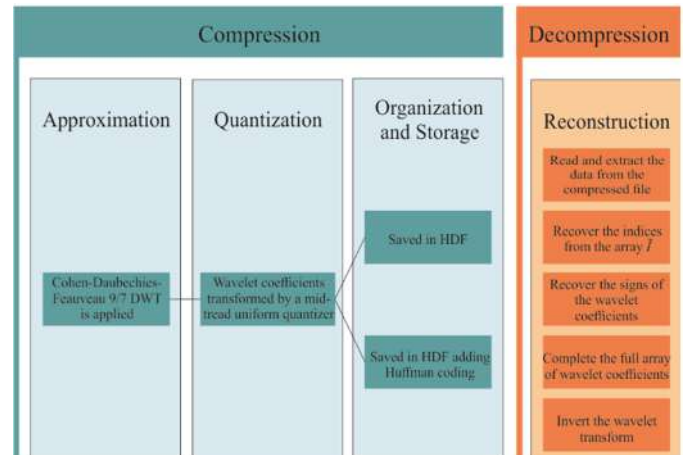 Compression
Approximation
Cohen-Daubechies-
Feauveau 9/7 DWT
is applied
Quantization
Wavelet coefficients
transformed by a mid-
tread uniform quantizer
Organization
and Storage
Saved in HDF
Saved in HDF adding
Huffman coding
Decompression
Reconstruction
Read and extract the
data from the
compressed file
Recover the indices
from the array Ī
Recover the signs of
the wavelet
coefficients
Complete the full array
of wavelet coefficients
Invert the wavelet
transform